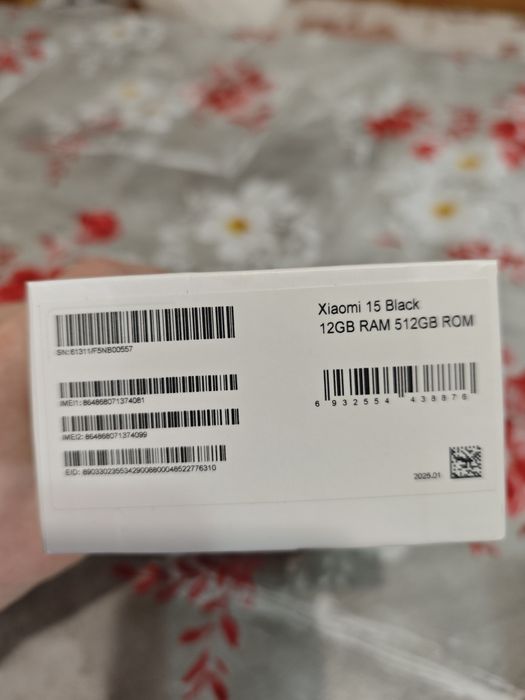 Xiaomi 15 Black
12GB RAM 512GB ROM
SN:61311/F5NB00557
IMEI1: 864868071374081
IMEI2: 864868071374099
EID: 89033023553429008800048522776310
6 932554 438876
2025.01